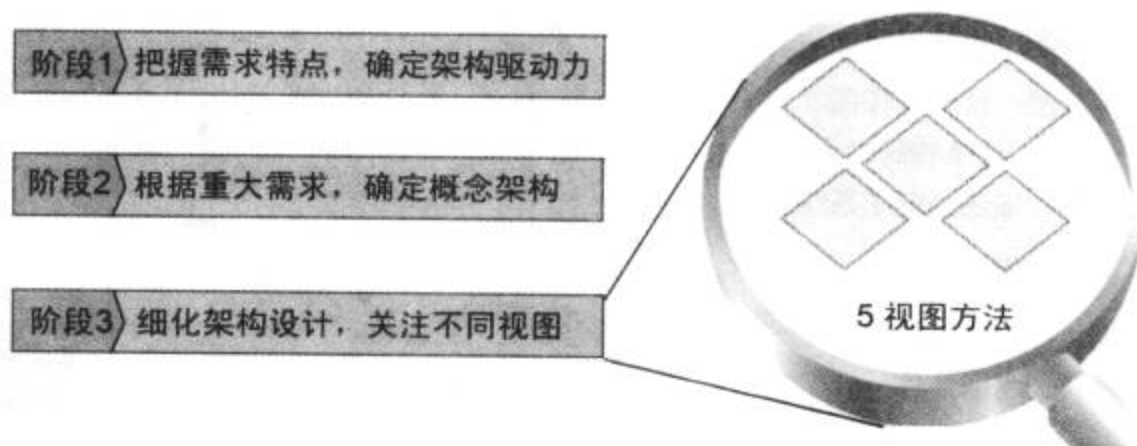 阶段1 把握需求特点，确定架构驱动力
阶段2 根据重大需求，确定概念架构
阶段3 细化架构设计，关注不同视图
5 视图方法